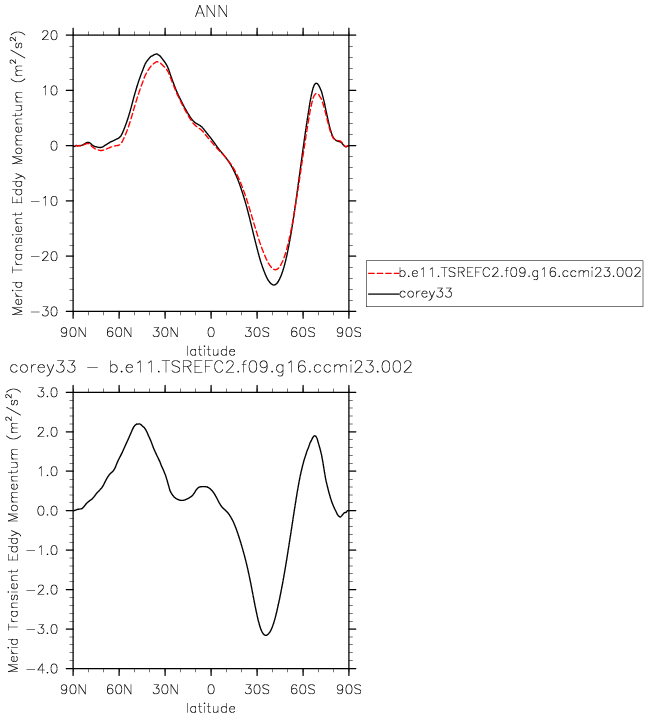 ANN
Merid Transient Eddy Momentum (m²/s²)
20
10
0
−10
−20
−30
90N 60N 30N 0 30S 60S 90S
latitude
b.e11.TSREFC2.f09.g16.ccmi23.002
corey33
corey33 − b.e11.TSREFC2.f09.g16.ccmi23.002
Merid Transient Eddy Momentum (m²/s²)
3.0
2.0
1.0
0.0
−1.0
−2.0
−3.0
−4.0
90N 60N 30N 0 30S 60S 90S
latitude